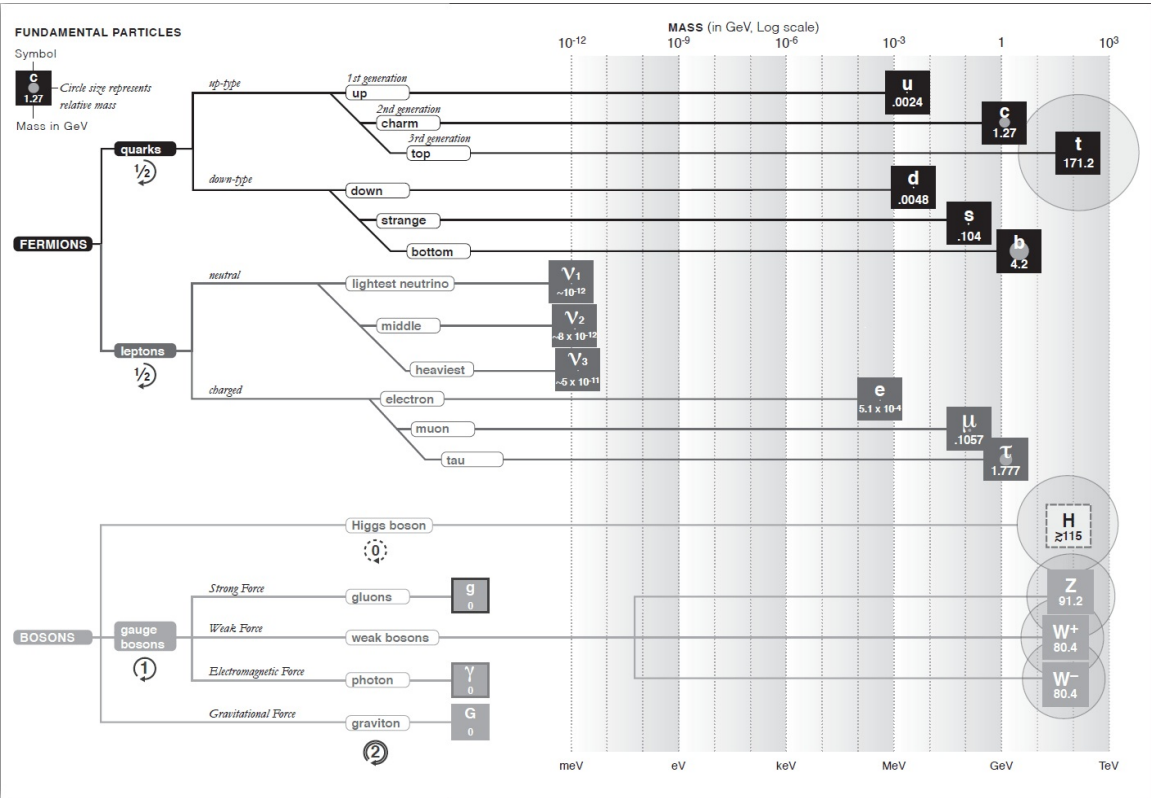 FUNDAMENTAL PARTICLES
Symbol
c
1.27
Circle size represents
relative mass
Mass in GeV
MASS (in GeV, Log scale)
10-12 10-9 10-6 10-3 1 103
FERMIONS
quarks
1/2
up-type
1st generation
up
u
.0024
2nd generation
charm
c
1.27
3rd generation
top
t
171.2
down-type
down
d
.0048
strange
s
.104
bottom
b
4.2
leptons
1/2
neutral
lightest neutrino
ν1
~10-12
middle
ν2
~8 x 10-12
heaviest
ν3
~5 x 10-11
charged
electron
e
5.1 x 10-4
muon
μ
.1057
tau
τ
1.777
BOSONS
Higgs boson
0
H
≳115
gauge
bosons
1
Strong Force
gluons
g
0
Weak Force
weak bosons
Z
91.2
W+
80.4
W−
80.4
Electromagnetic Force
photon
γ
0
Gravitational Force
graviton
2
G
0
meV eV keV MeV GeV TeV